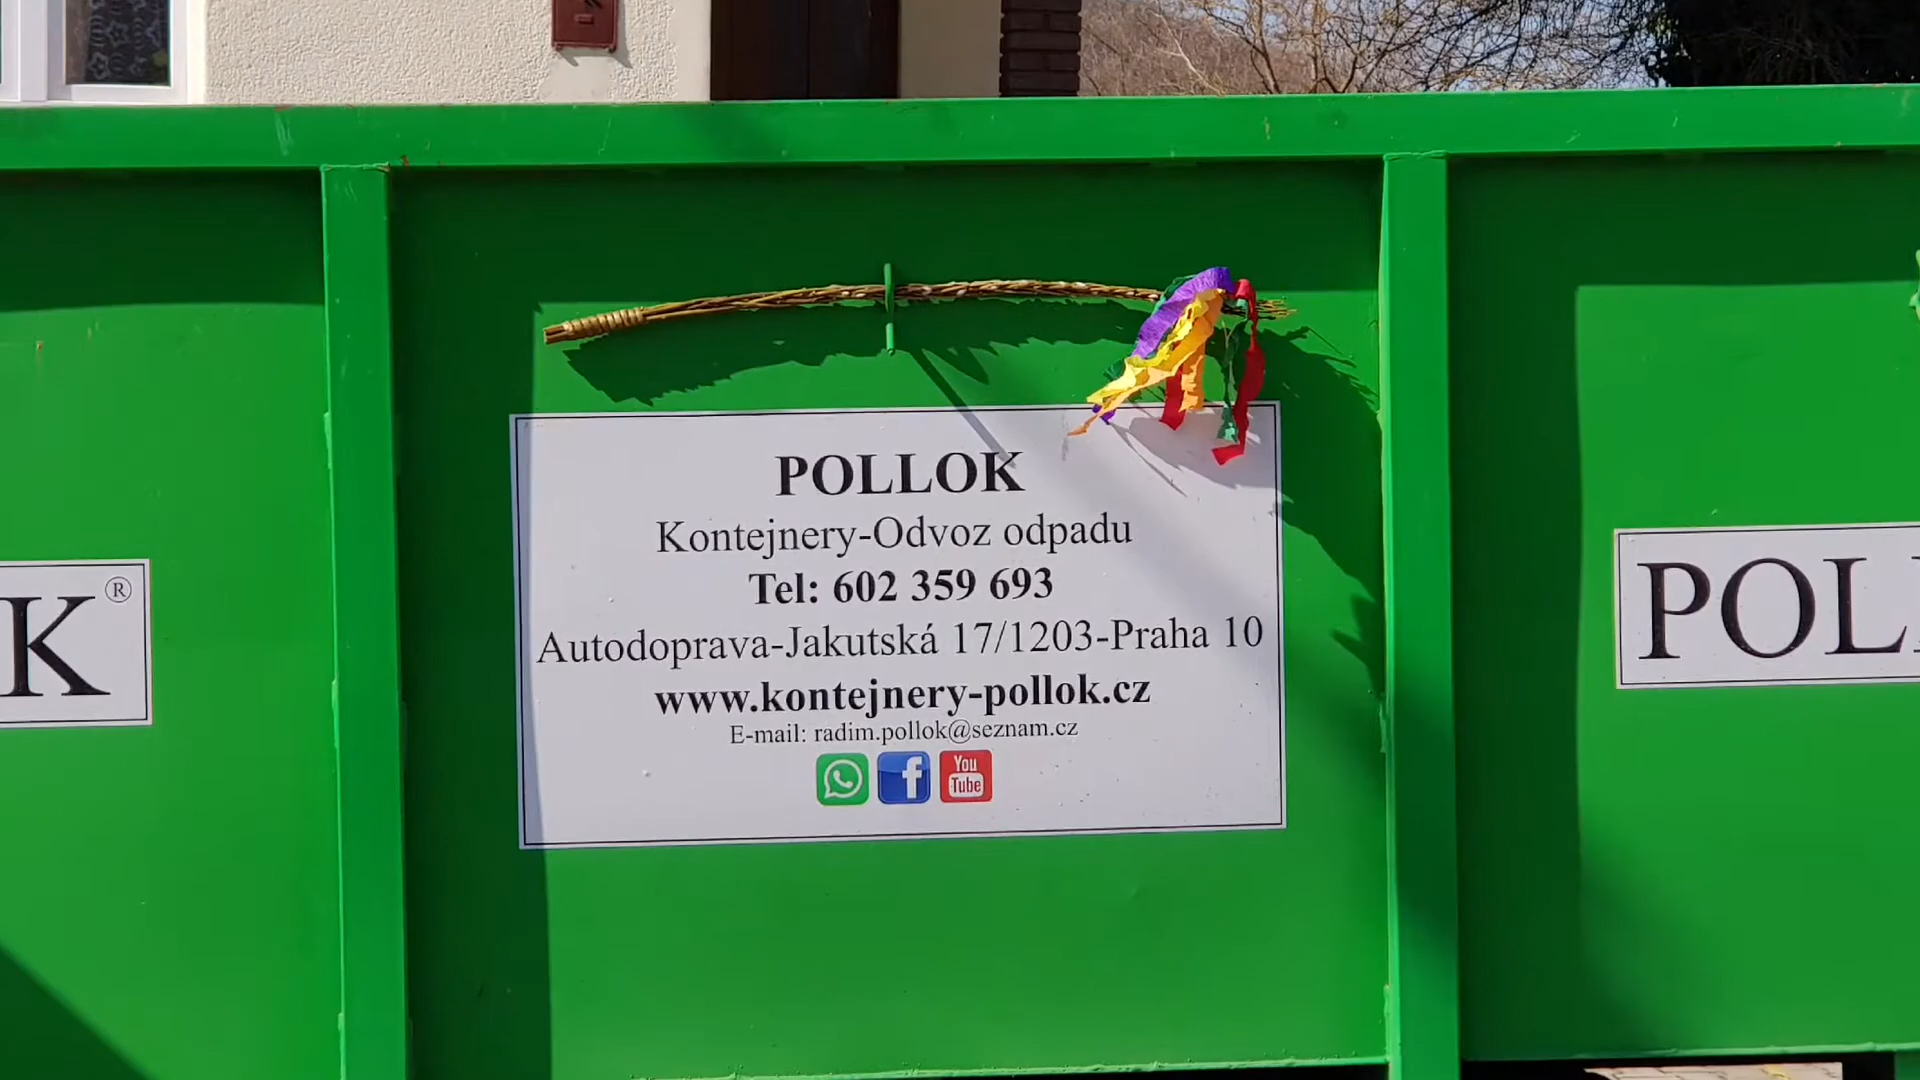 POLLOK
Kontejnery-Odvoz odpadu
Tel: 602 359 693
Autodoprava-Jakutská 17/1203-Praha 10
www.kontejnery-pollok.cz
E-mail: radim.pollok@seznam.cz
You
Tube
K®
POL